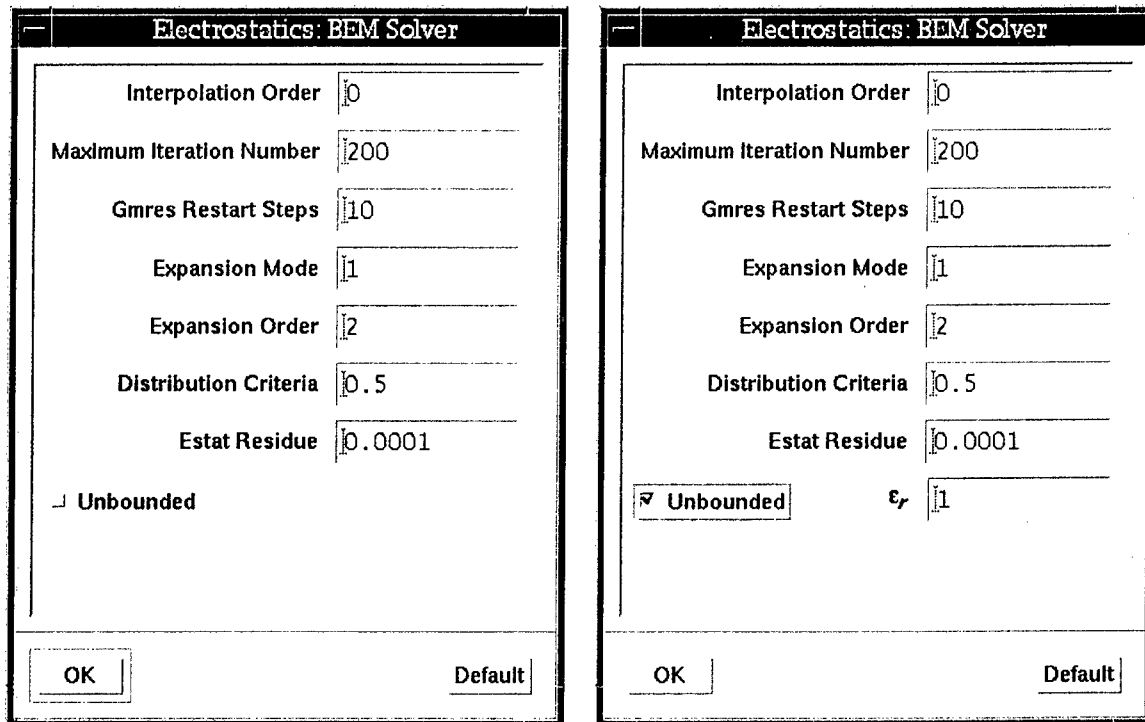 Electrostatics: BEM Solver
Interpolation Order 0
Maximum Iteration Number 200
Gmres Restart Steps 10
Expansion Mode 1
Expansion Order 2
Distribution Criteria 0.5
Estat Residue 0.0001
Unbounded
OK Default
Electrostatics: BEM Solver
Interpolation Order 0
Maximum Iteration Number 200
Gmres Restart Steps 10
Expansion Mode 1
Expansion Order 2
Distribution Criteria 0.5
Estat Residue 0.0001
Unbounded εr 1
OK Default